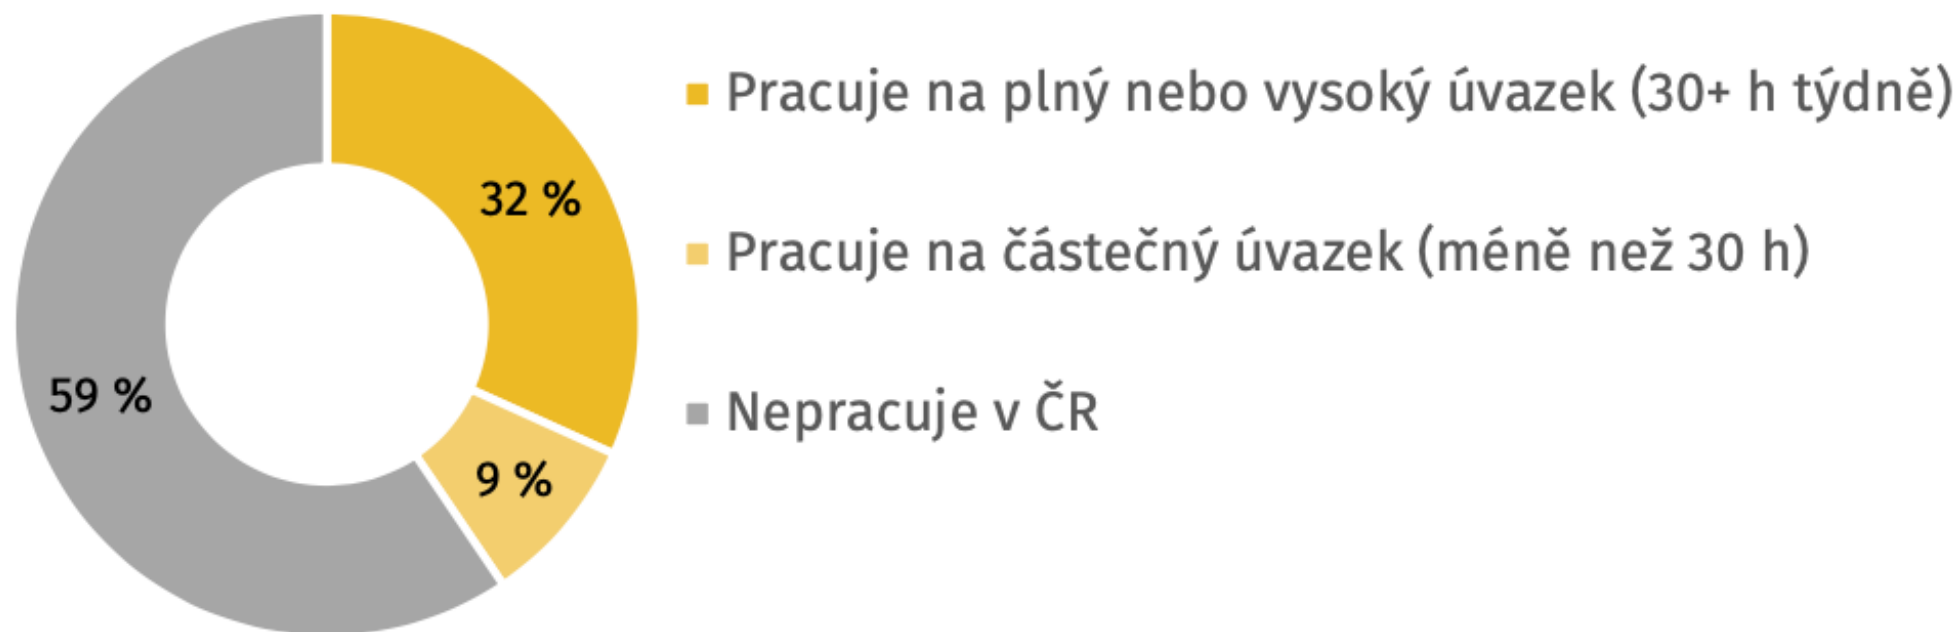 32 %
59 %
9 %
Pracuje na plný nebo vysoký úvazek (30+ h týdně)
Pracuje na částečný úvazek (méně než 30 h)
Nepracuje v ČR